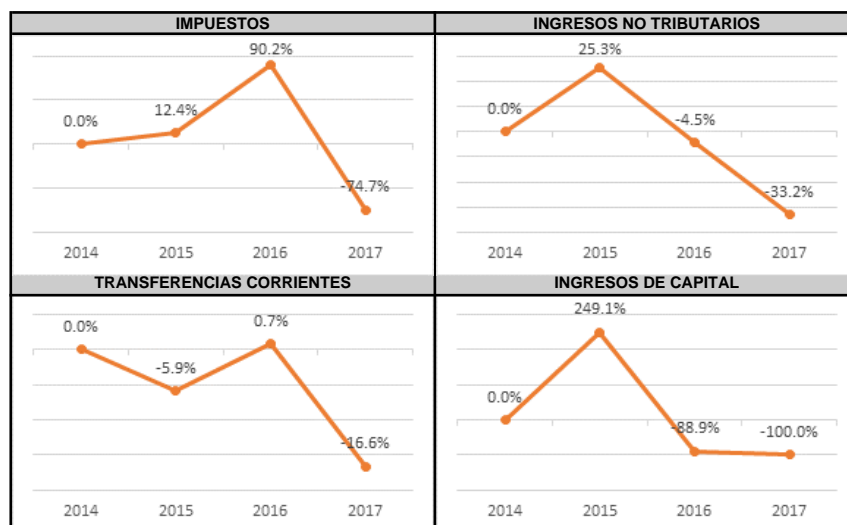 IMPUESTOS
90.2%
12.4%
0.0%
-74.7%
2014 2015 2016 2017
INGRESOS NO TRIBUTARIOS
25.3%
0.0%
-4.5%
-33.2%
2014 2015 2016 2017
TRANSFERENCIAS CORRIENTES
0.0%
0.7%
-5.9%
-16.6%
2014 2015 2016 2017
INGRESOS DE CAPITAL
249.1%
0.0%
-88.9%
-100.0%
2014 2015 2016 2017